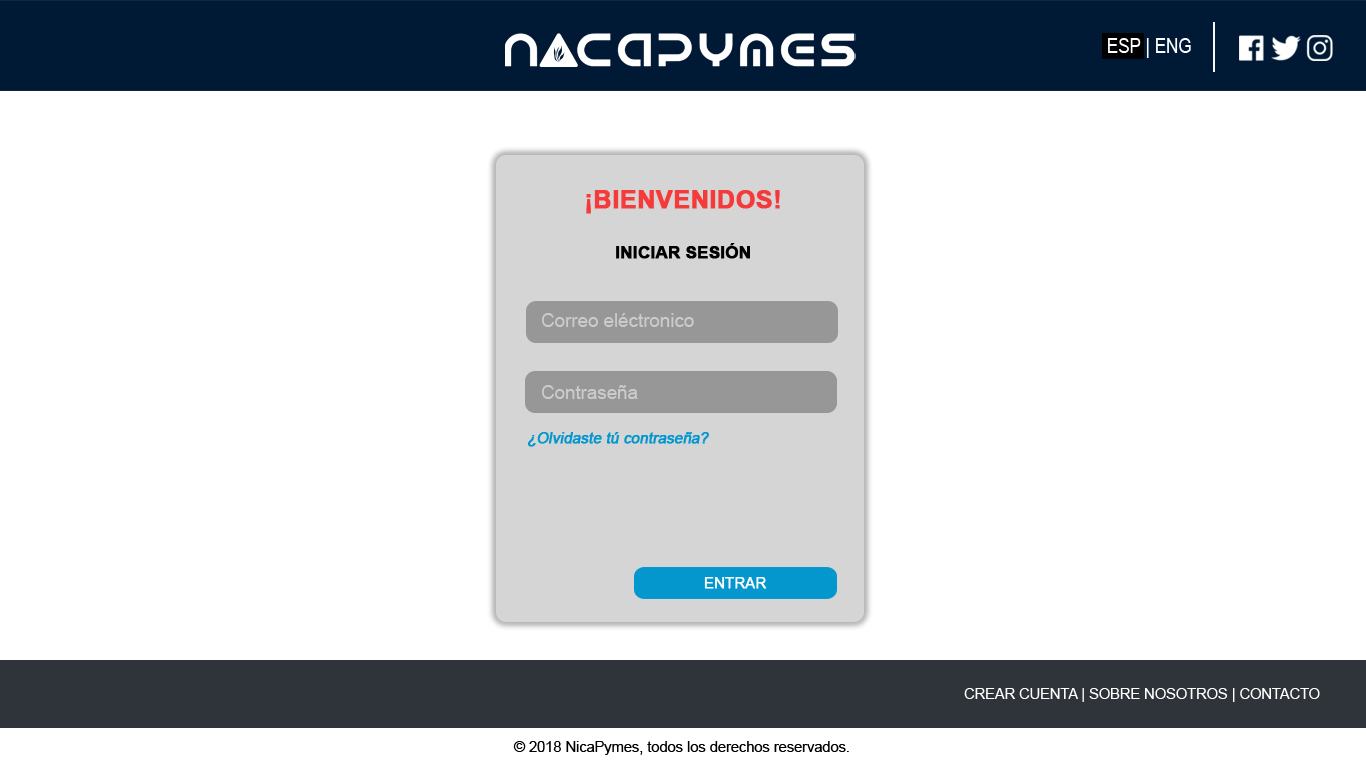 NACAPYMES
ESP | ENG
¡BIENVENIDOS!
INICIAR SESIÓN
Correo eléctronico
Contraseña
¿Olvidaste tú contraseña?
ENTRAR
CREAR CUENTA | SOBRE NOSOTROS | CONTACTO
© 2018 NicaPymes, todos los derechos reservados.